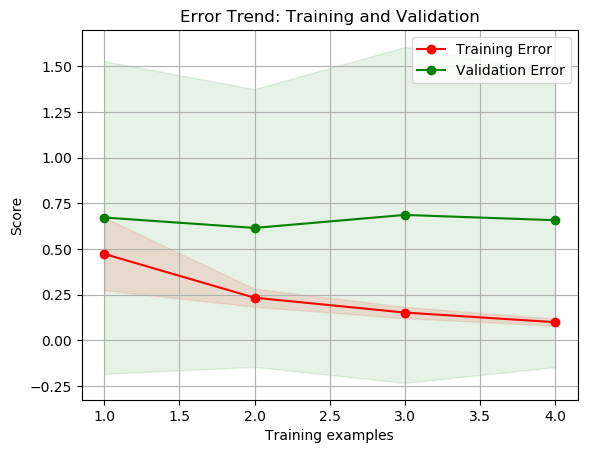 Error Trend: Training and Validation
Training Error
Validation Error
1.50
1.25
1.00
0.75
0.50
0.25
0.00
−0.25
Score
1.0 1.5 2.0 2.5 3.0 3.5 4.0
Training examples